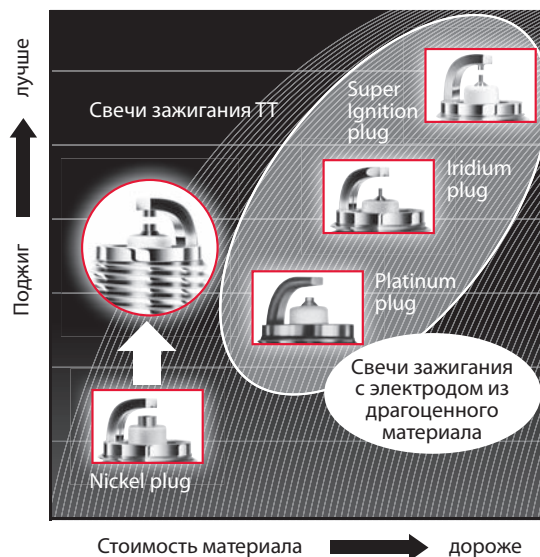 лучше
Поджиг
Свечи зажигания TT
Super
Ignition
plug
Iridium
plug
Platinum
plug
Свечи зажигания
с электродом из
драгоценного
материала
Nickel plug
Стоимость материала
дороже